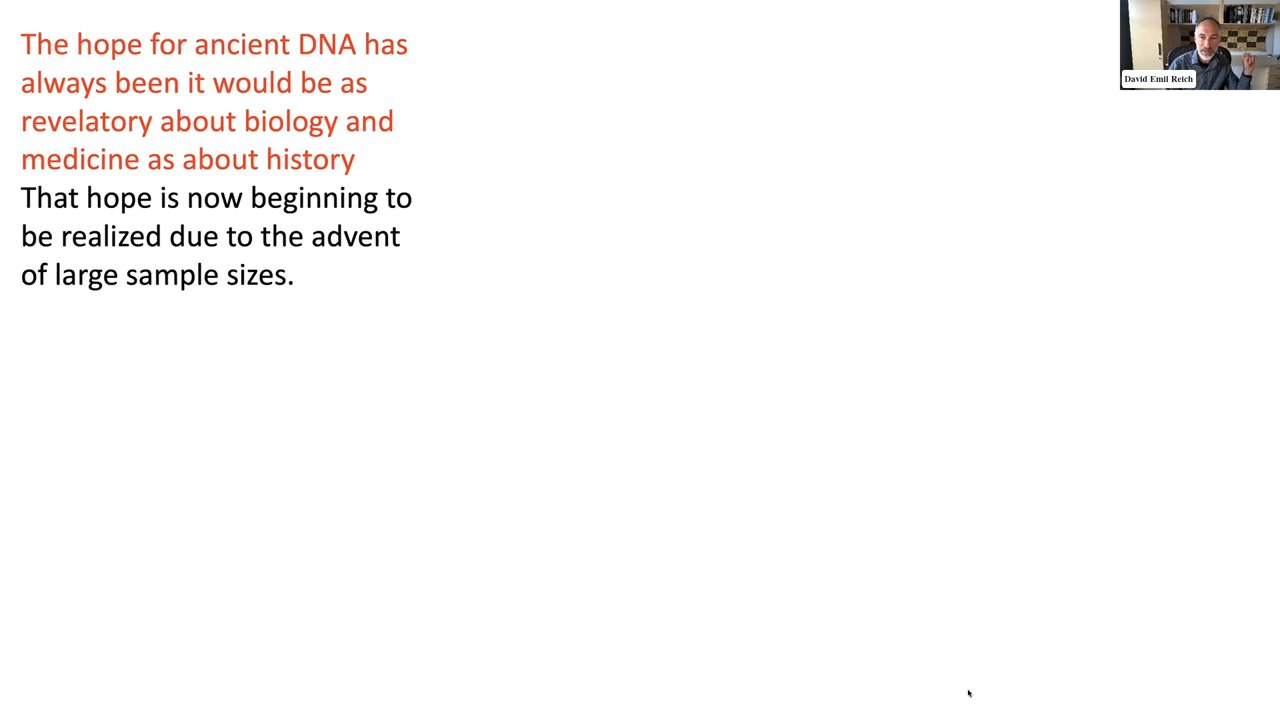 The hope for ancient DNA has
always been it would be as
revelatory about biology and
medicine as about history
That hope is now beginning to
be realized due to the advent
of large sample sizes.
David Emil Reich